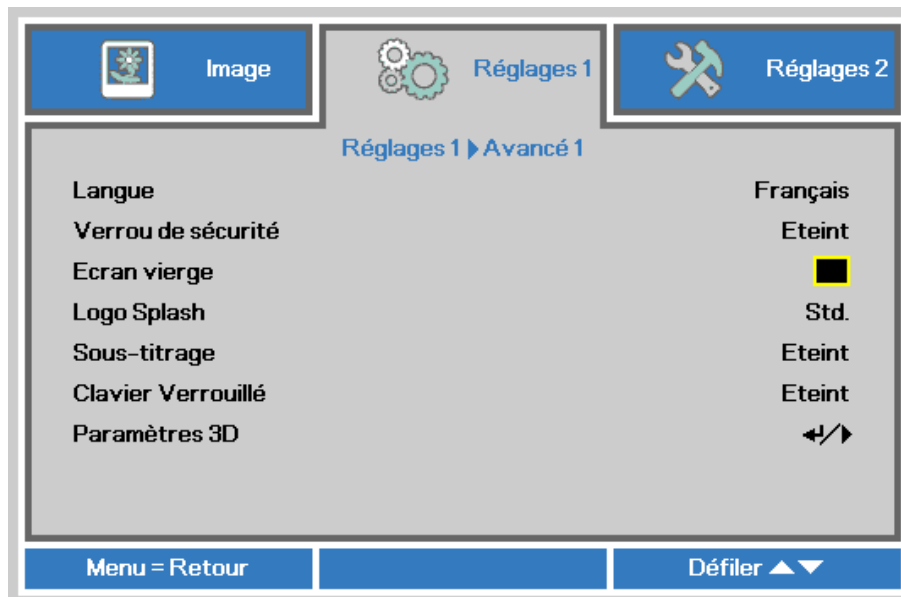 Image Réglages 1 Réglages 2
Réglages 1 Avancé 1
Langue Français
Verrou de sécurité Eteint
Ecran vierge
Logo Splash Std.
Sous-titrage Eteint
Clavier Verrouillé Eteint
Paramètres 3D
Menu = Retour Défiler